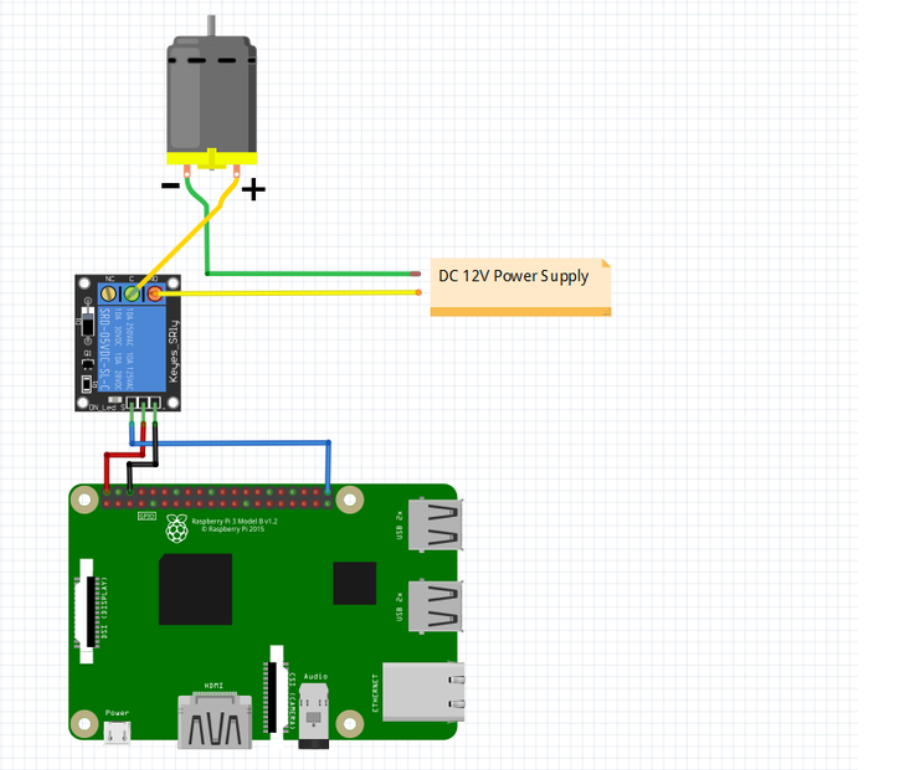 − +
DC 12V Power Supply
NC C
SRD-05VDC-SL-C
10A 30VDC 10A 28VDC
10A 250VAC 10A 125VAC
Keyes_SRly
ON_Led S
GPIO
Raspberry Pi 3 Model B v1.2
© Raspberry Pi 2015
USB 2x
DSI (DISPLAY)
USB 2x
CSI (CAMERA)
Audio
ETHERNET
HDMI
Power